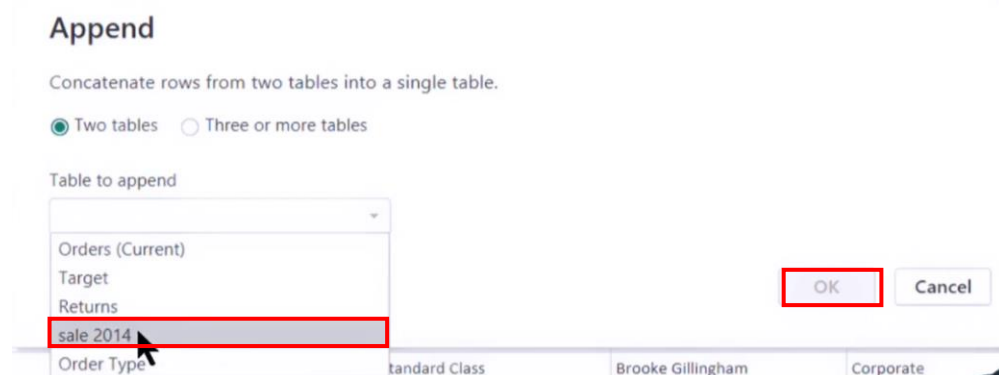 Append
Concatenate rows from two tables into a single table.
Two tables Three or more tables
Table to append
Orders (Current)
Target
Returns
OK Cancel
sale 2014
Order Type
tandard Class Brooke Gillingham Corporate